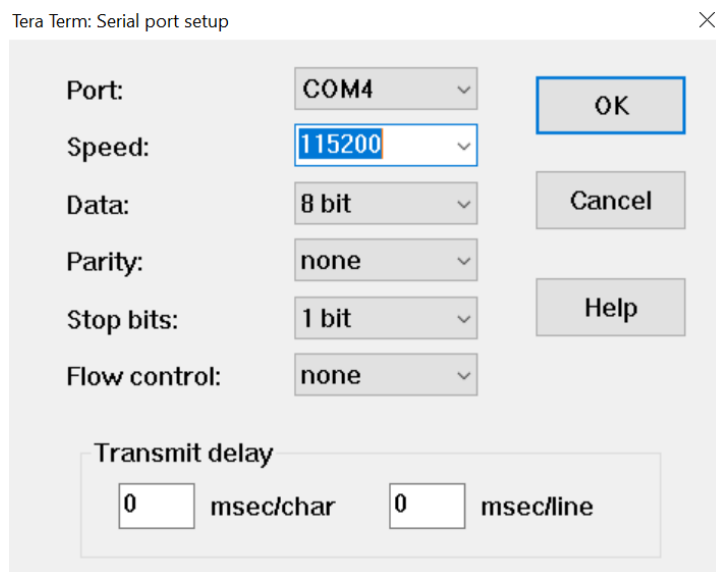 Tera Term: Serial port setup
Port: COM4
OK
Speed: 115200
Data: 8 bit
Cancel
Parity: none
Stop bits: 1 bit
Help
Flow control: none
Transmit delay
0 msec/char 0 msec/line